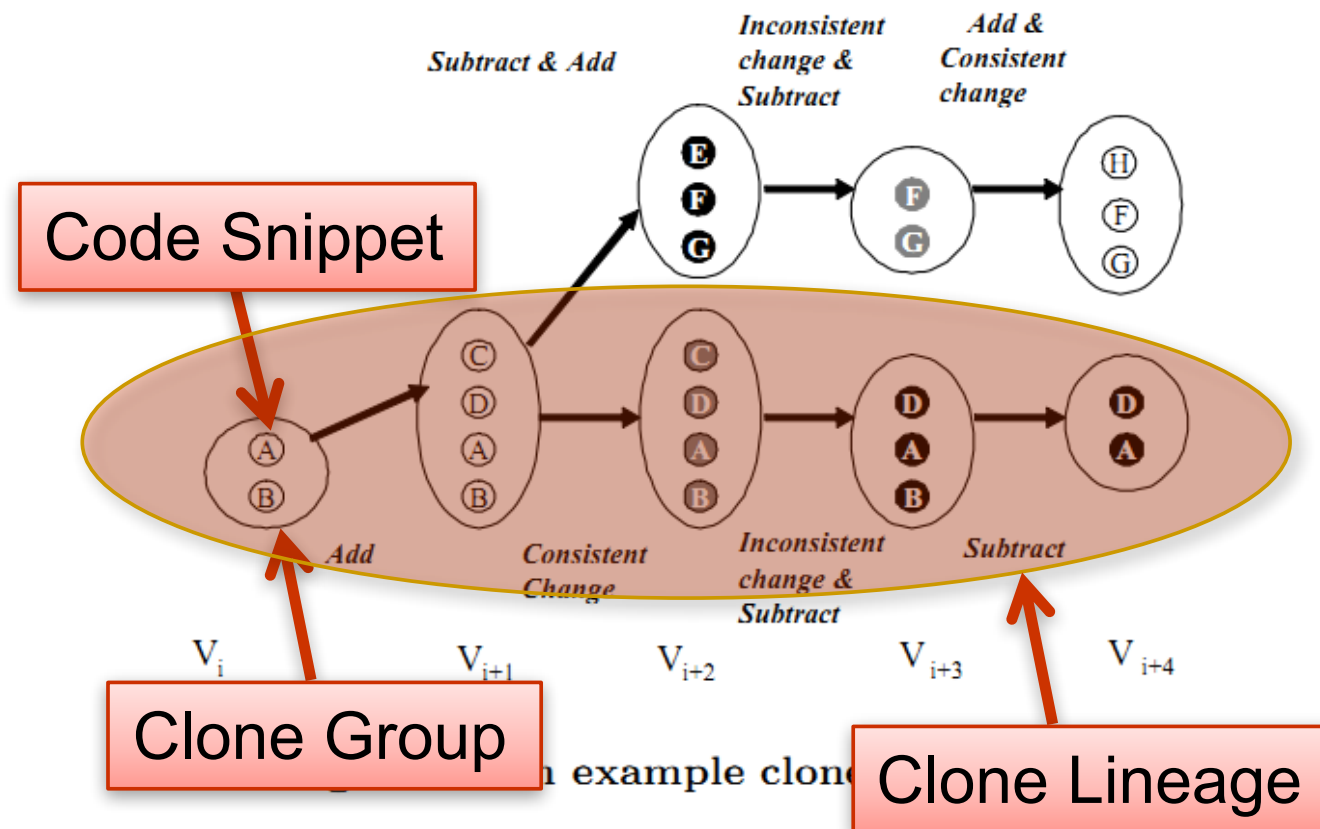 Subtract & Add
Inconsistent
change &
Subtract
Add &
Consistent
change
E
F
G
F
G
H
F
G
Code Snippet
A
B
C
D
A
B
C
D
A
B
D
A
B
D
A
Add
Consistent
Change
Inconsistent
change &
Subtract
Subtract
V i
V i+1
V i+2
V i+3
V i+4
Clone Group
example clone
Clone Lineage